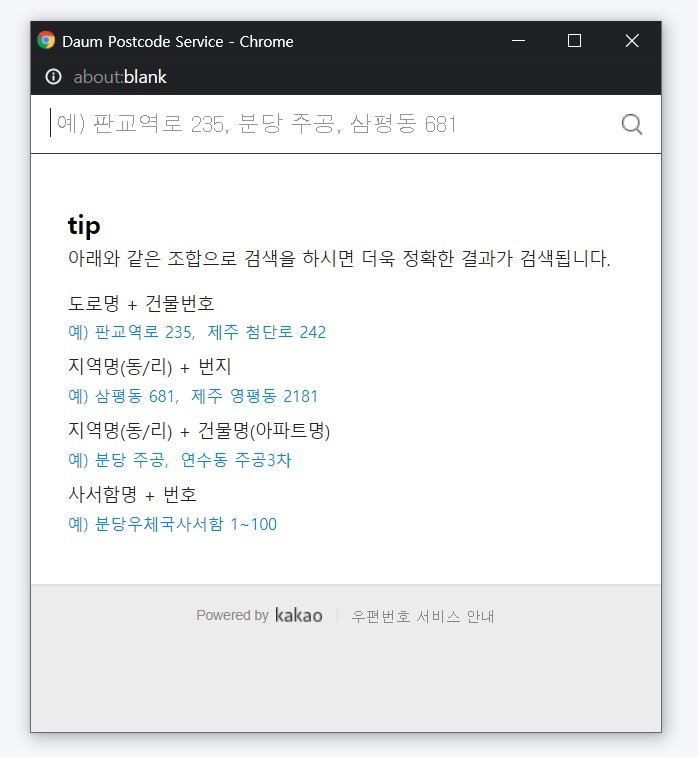 Daum Postcode Service - Chrome
about:blank
예) 판교역로 235, 분당 주공, 삼평동 681
tip
아래와 같은 조합으로 검색을 하시면 더욱 정확한 결과가 검색됩니다.
도로명 + 건물번호
예) 판교역로 235, 제주 첨단로 242
지역명(동/리) + 번지
예) 삼평동 681, 제주 영평동 2181
지역명(동/리) + 건물명(아파트명)
예) 분당 주공, 연수동 주공3차
사서함명 + 번호
예) 분당우체국사서함 1~100
Powered by kakao 우편번호 서비스 안내